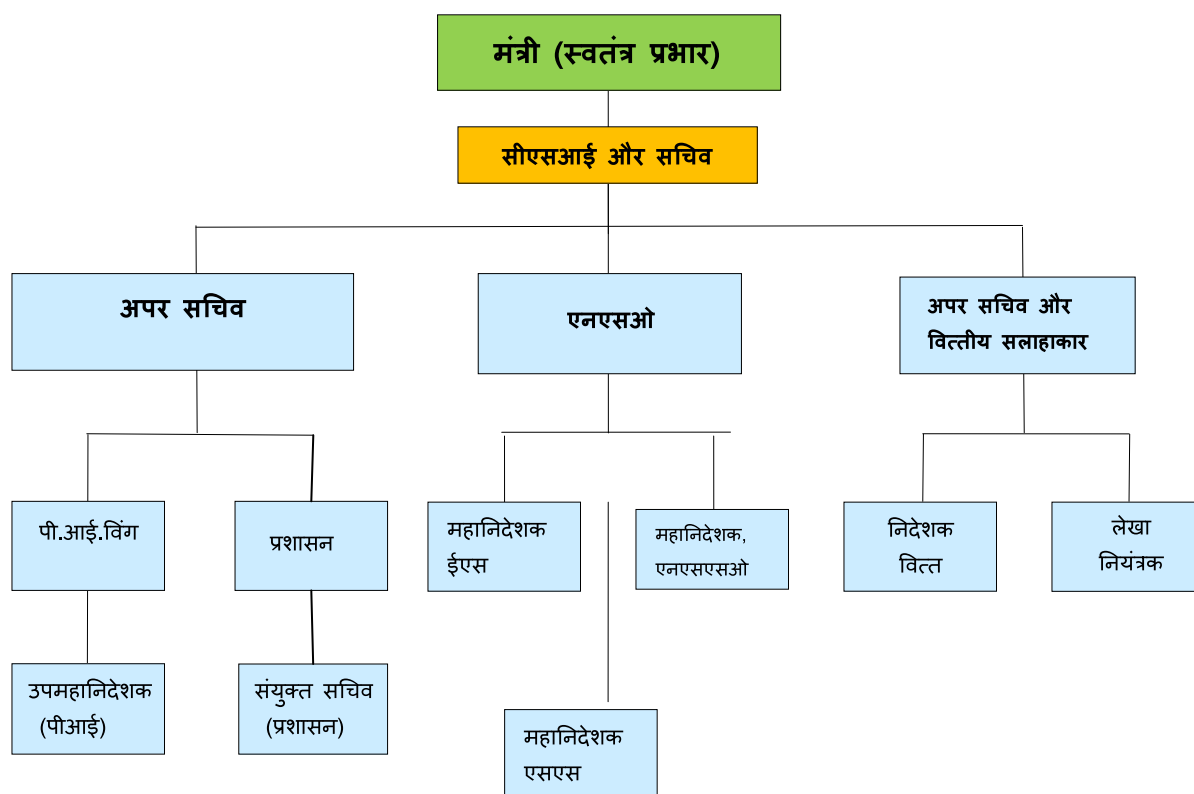 मंत्री (स्वतंत्र प्रभार)
सीएसआई और सचिव
अपर सचिव
एनएसओ
अपर सचिव और
वित्तीय सलाहाकार
पी.आई.विंग
प्रशासन
महानिदेशक
ईएस
महानिदेशक,
एनएसएसओ
निदेशक
वित्त
लेखा
नियंत्रक
उपमहानिदेशक
(पीआई)
संयुक्त सचिव
(प्रशासन)
महानिदेशक
एसएस